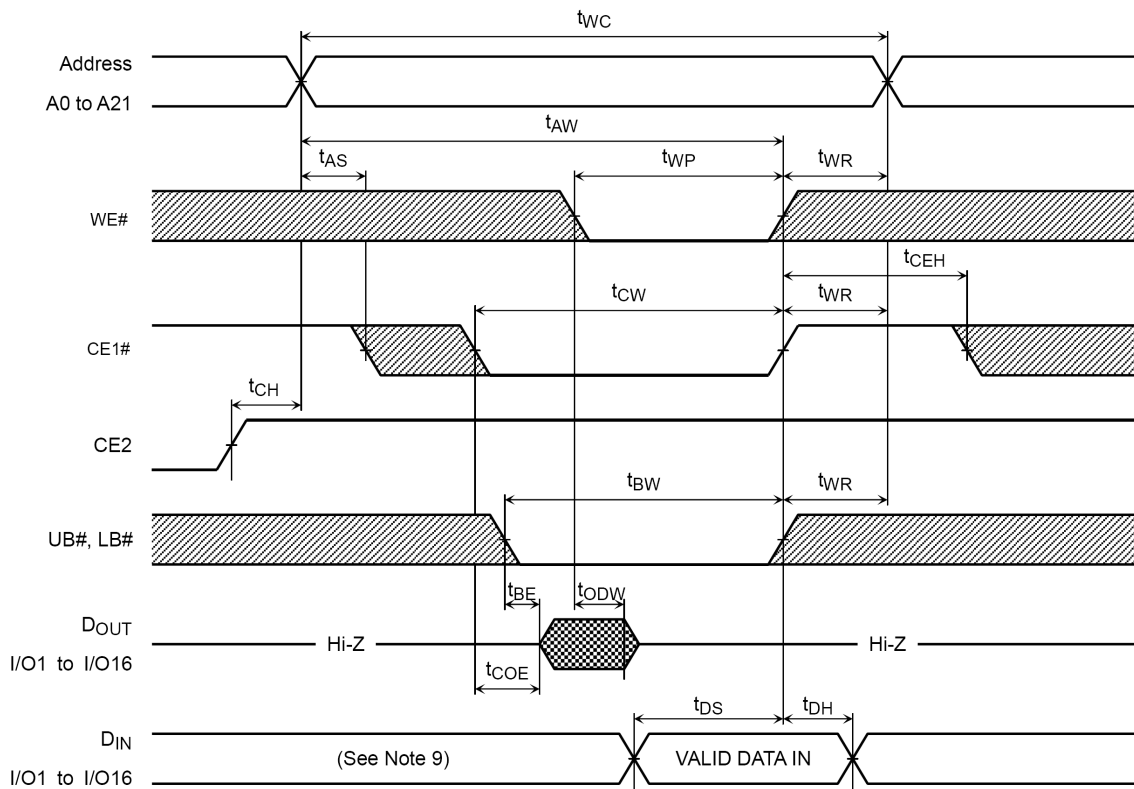 tWC
Address
A0 to A21
tAW
tAS
tWP
tWR
WE#
tCEH
tCW
tWR
CE1#
tCH
CE2
tBW
tWR
UB#, LB#
tBE
tODW
DOUT
Hi-Z
Hi-Z
I/O1 to I/O16
tCOE
tDS
tDH
DIN
(See Note 9)
VALID DATA IN
I/O1 to I/O16